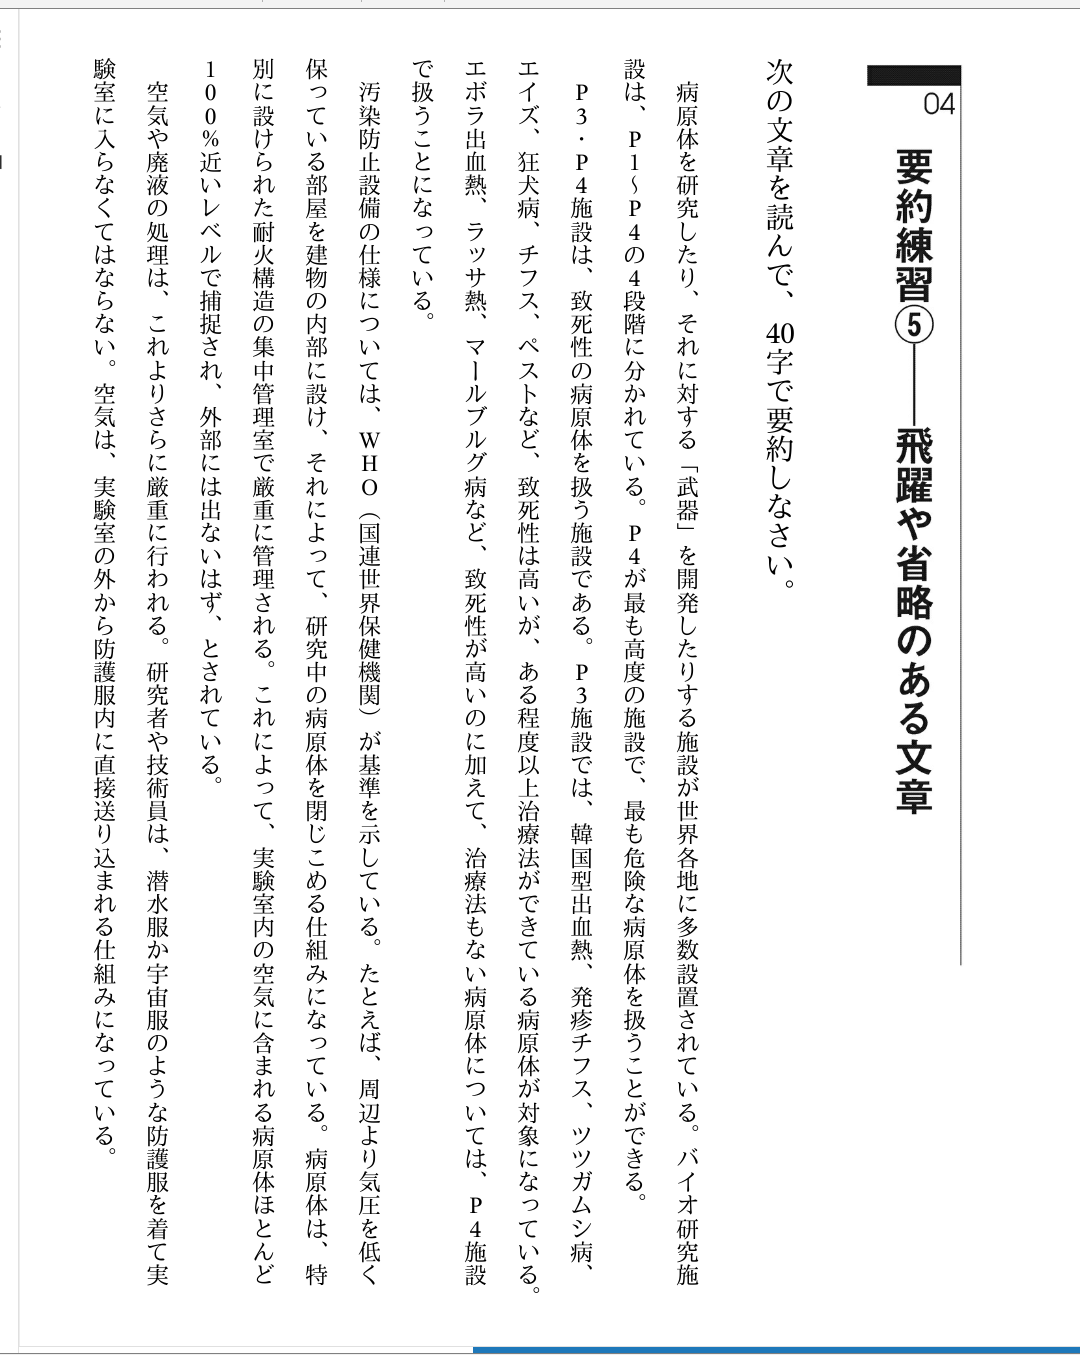 04
要約練習⑤――飛躍や省略のある文章
次の文章を読んで、40字で要約しなさい。
病原体を研究したり、それに対する「武器」を開発したりする施設が世界各地に多数設置されている。バイオ研究施
設は、P1～P4の4段階に分かれている。P4が最も高度の施設で、最も危険な病原体を扱うことができる。
P3・P4施設は、致死性の病原体を扱う施設である。P3施設では、韓国型出血熱、発疹チフス、ツツガムシ病、
エイズ、狂犬病、チフス、ペストなど、致死性は高いが、ある程度以上治療法ができている病原体が対象になっている。
エボラ出血熱、ラッサ熱、マールブルグ病など、致死性が高いのに加えて、治療法もない病原体については、P4施設
で扱うことになっている。
汚染防止設備の仕様については、WHO（国連世界保健機関）が基準を示している。たとえば、周辺より気圧を低く
保っている部屋を建物の内部に設け、それによって、研究中の病原体を閉じこめる仕組みになっている。病原体は、特
別に設けられた耐火構造の集中管理室で厳重に管理される。これによって、実験室内の空気に含まれる病原体ほとんど
100％近いレベルで捕捉され、外部には出ないはず、とされている。
空気や廃液の処理は、これよりさらに厳重に行われる。研究者や技術員は、潜水服か宇宙服のような防護服を着て実
験室に入らなくてはならない。空気は、実験室の外から防護服内に直接送り込まれる仕組みになっている。